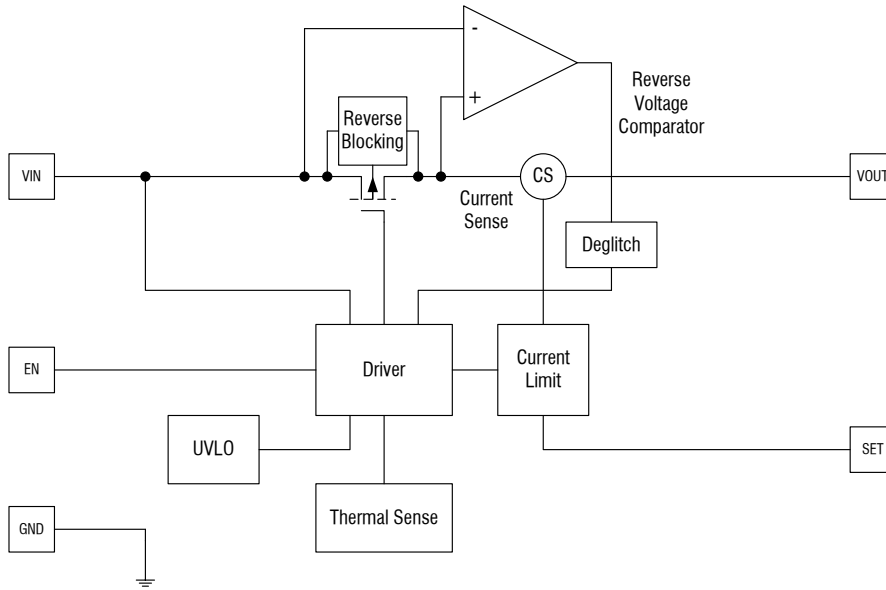 -
+
Reverse
Voltage
Comparator
Reverse
Blocking
VIN
CS
VOUT
Current
Sense
Deglitch
EN
Driver
Current
Limit
UVLO
SET
Thermal Sense
GND